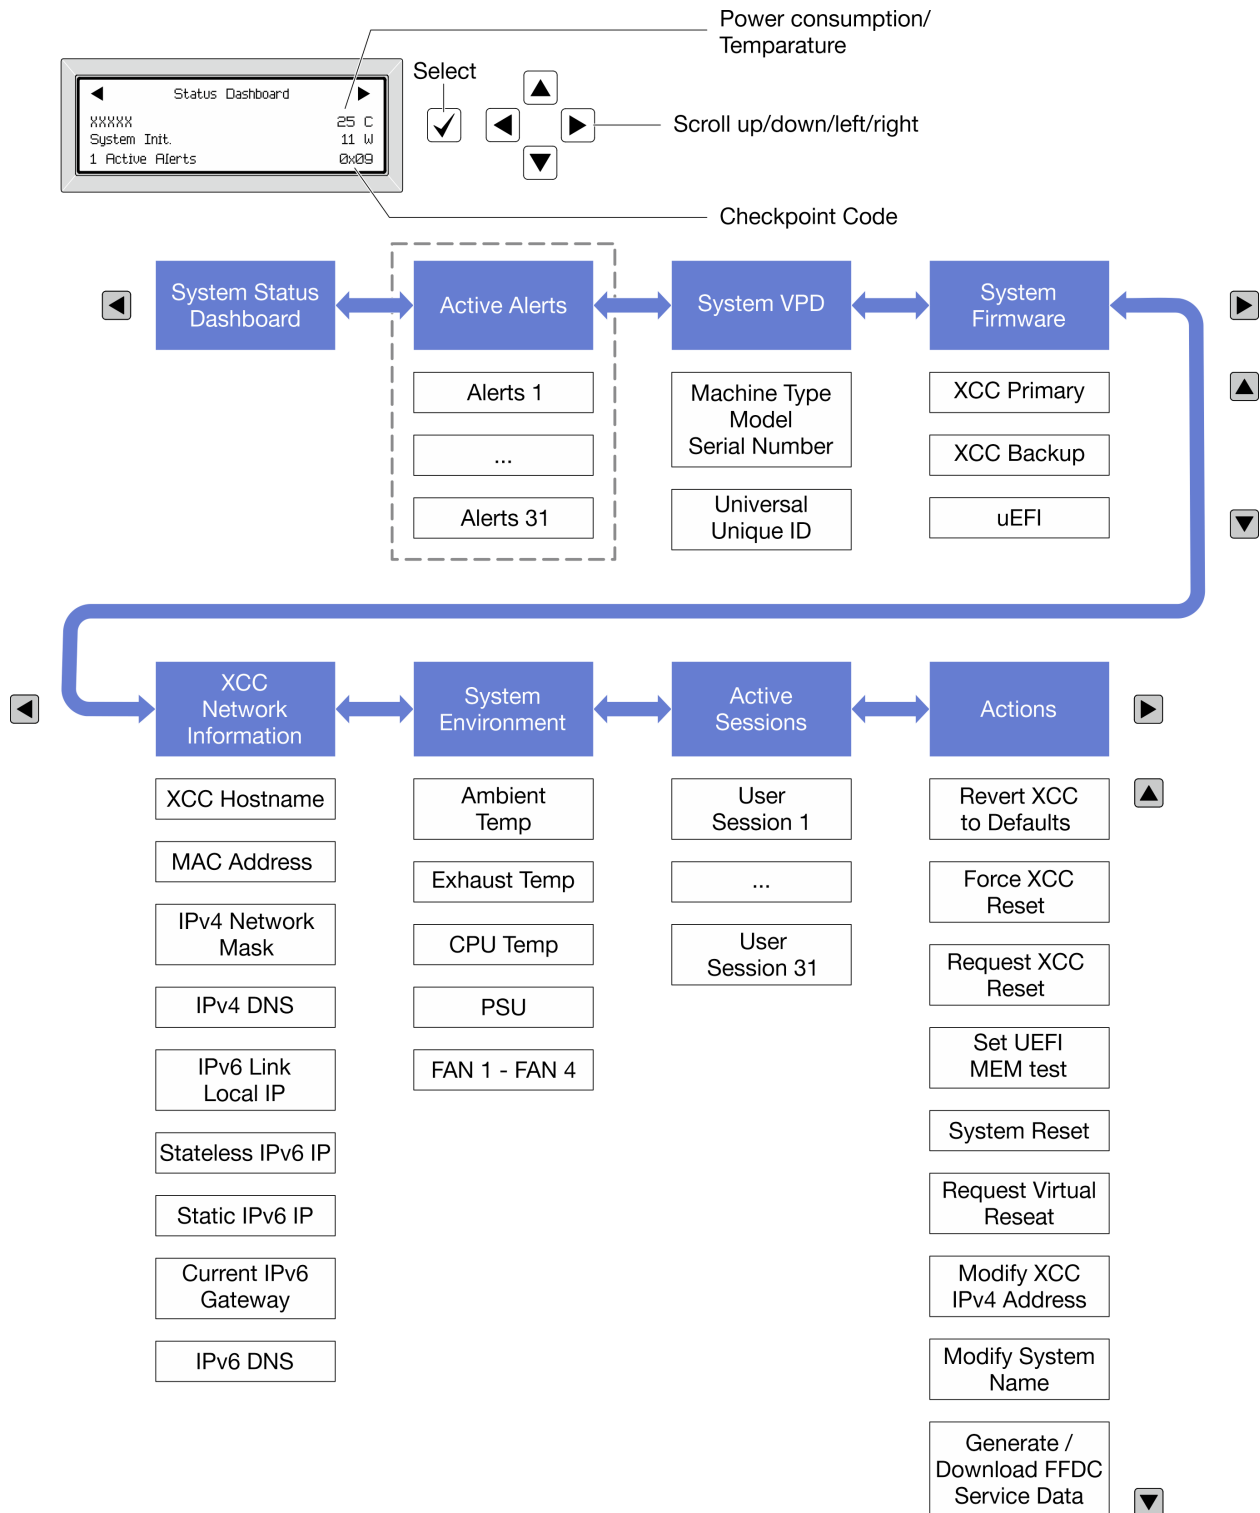 Power consumption/
Temparature
Select
Status Dashboard
XXXXX 25 C
System Init. 11 W
1 Active Alerts 0x09
Scroll up/down/left/right
Checkpoint Code
System Status
Dashboard
Active Alerts
System VPD
System
Firmware
Alerts 1
...
Alerts 31
Machine Type
Model
Serial Number
Universal
Unique ID
XCC Primary
XCC Backup
uEFI
XCC
Network
Information
System
Environment
Active
Sessions
Actions
XCC Hostname
MAC Address
IPv4 Network
Mask
IPv4 DNS
IPv6 Link
Local IP
Stateless IPv6 IP
Static IPv6 IP
Current IPv6
Gateway
IPv6 DNS
Ambient
Temp
Exhaust Temp
CPU Temp
PSU
FAN 1 - FAN 4
User
Session 1
...
User
Session 31
Revert XCC
to Defaults
Force XCC
Reset
Request XCC
Reset
Set UEFI
MEM test
System Reset
Request Virtual
Reseat
Modify XCC
IPv4 Address
Modify System
Name
Generate /
Download FFDC
Service Data